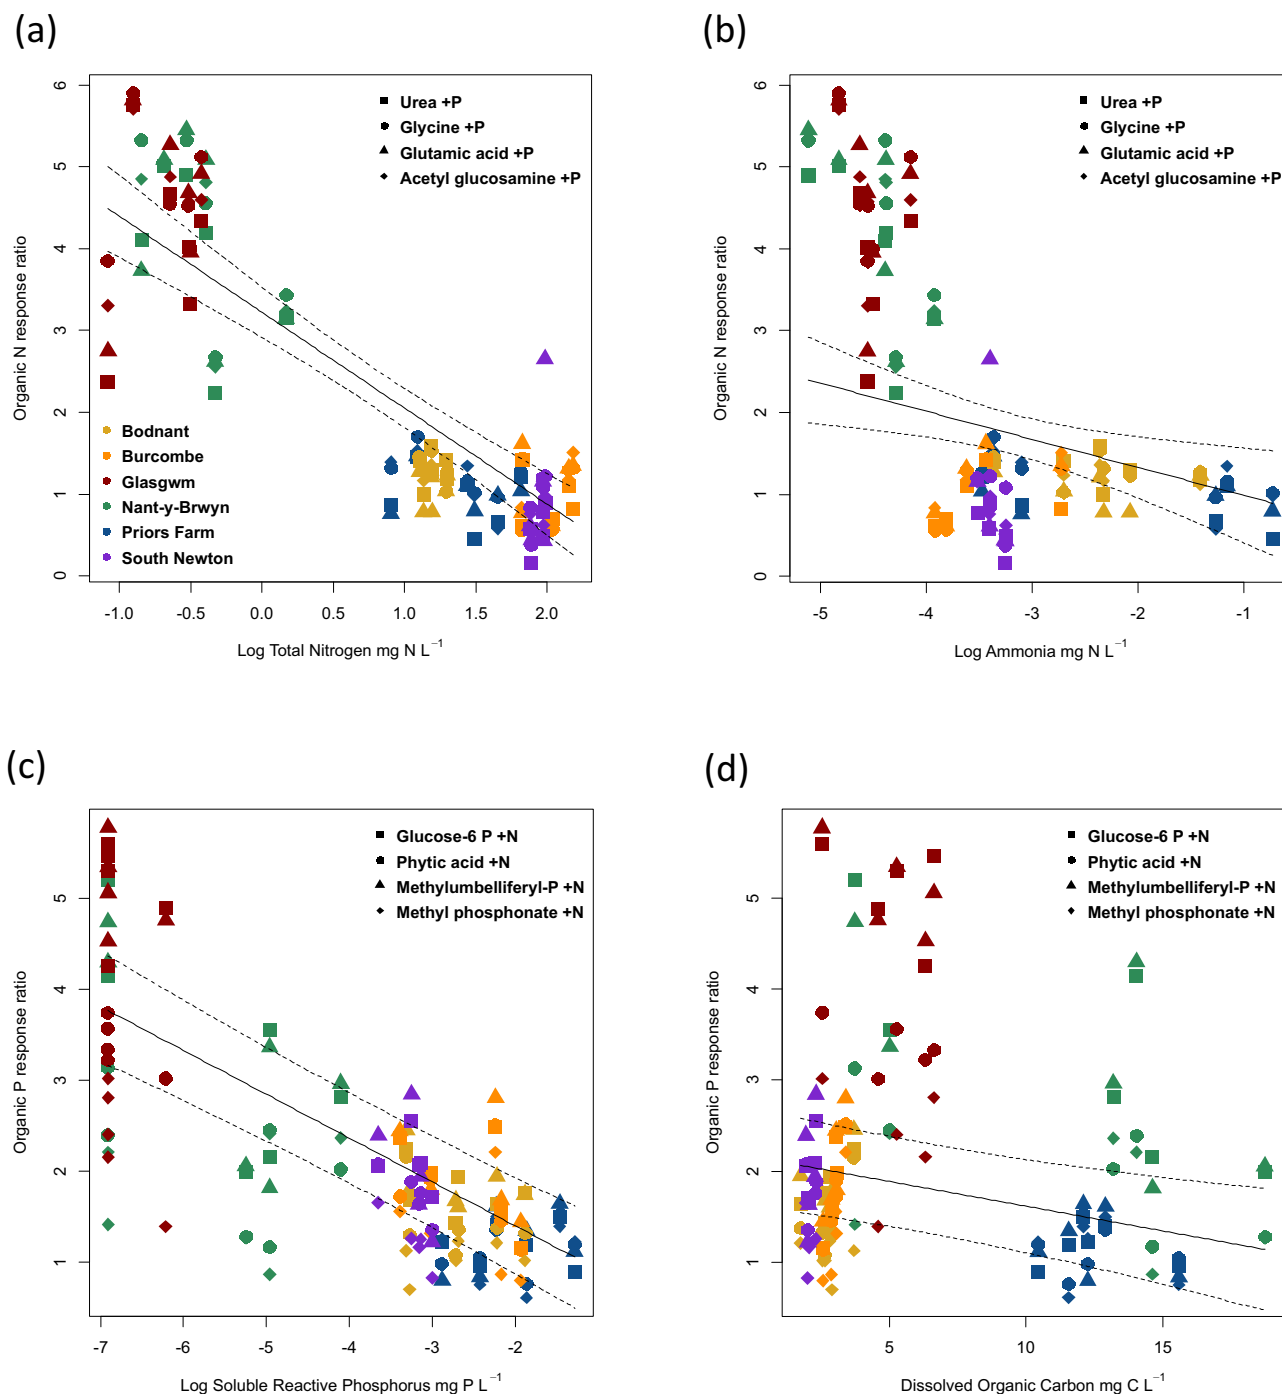 (a)
6
5
4
3
2
1
0
Organic N response ratio
Urea +P
Glycine +P
Glutamic acid +P
Acetyl glucosamine +P
Bodnant
Burcombe
Glasgwm
Nant-y-Brwyn
Priors Farm
South Newton
-1.0 -0.5 0.0 0.5 1.0 1.5 2.0
Log Total Nitrogen mg N L⁻¹
(b)
6
5
4
3
2
1
0
Organic N response ratio
Urea +P
Glycine +P
Glutamic acid +P
Acetyl glucosamine +P
-5 -4 -3 -2 -1
Log Ammonia mg N L⁻¹
(c)
5
4
3
2
1
Organic P response ratio
Glucose-6 P +N
Phytic acid +N
Methylumbelliferyl-P +N
Methyl phosphonate +N
-7 -6 -5 -4 -3 -2
Log Soluble Reactive Phosphorus mg P L⁻¹
(d)
5
4
3
2
1
Organic P response ratio
Glucose-6 P +N
Phytic acid +N
Methylumbelliferyl-P +N
Methyl phosphonate +N
5 10 15
Dissolved Organic Carbon mg C L⁻¹